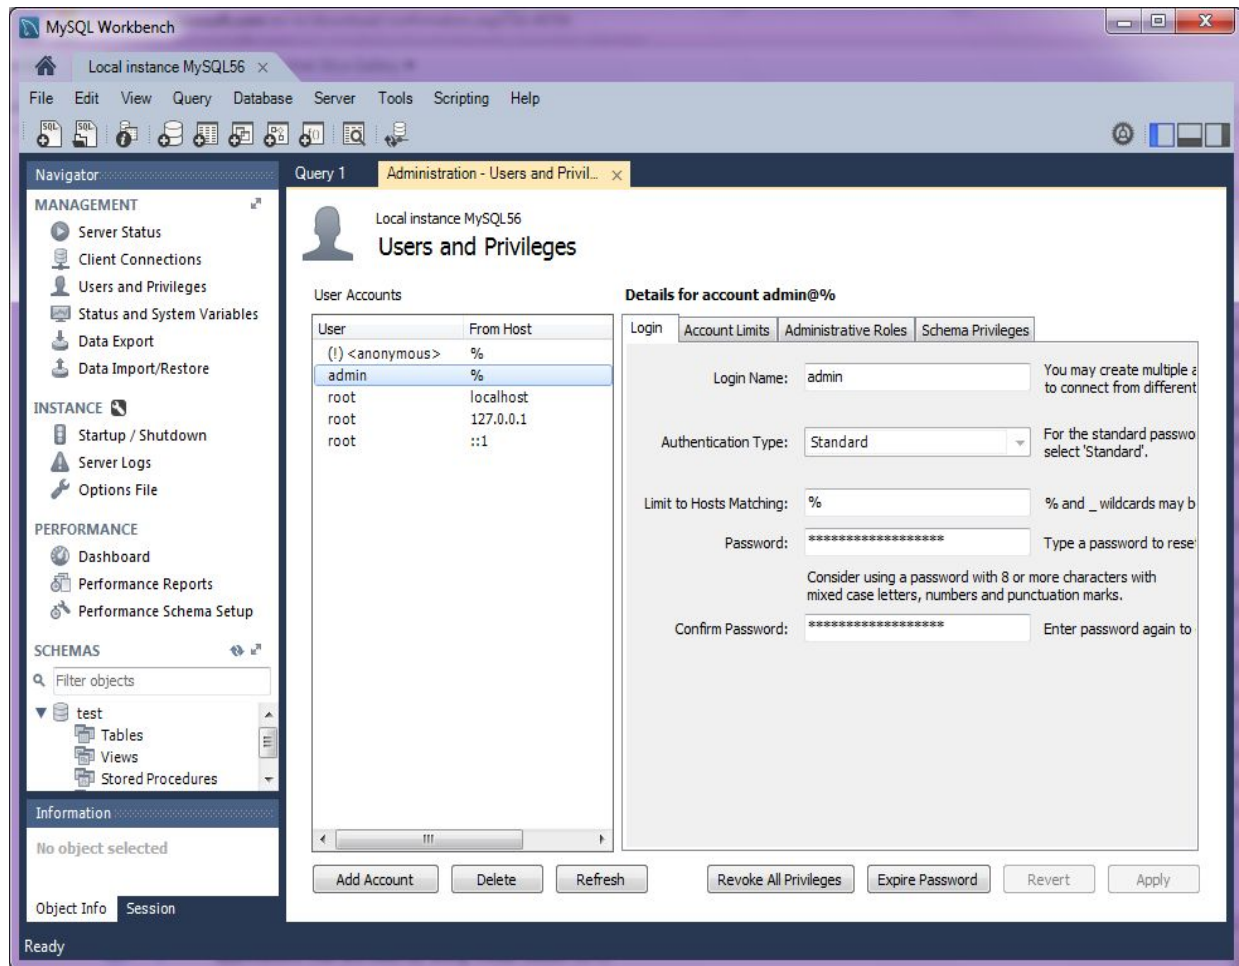 MySQL Workbench
Local instance MySQL56
File Edit View Query Database Server Tools Scripting Help
Navigator
MANAGEMENT
Server Status
Client Connections
Users and Privileges
Status and System Variables
Data Export
Data Import/Restore
INSTANCE
Startup / Shutdown
Server Logs
Options File
PERFORMANCE
Dashboard
Performance Reports
Performance Schema Setup
SCHEMAS
Filter objects
test
Tables
Views
Stored Procedures
Information
No object selected
Object Info Session
Ready
Query 1 Administration - Users and Privil...
Local instance MySQL56
Users and Privileges
User Accounts
User From Host
(!) <anonymous> %
admin %
root localhost
root 127.0.0.1
root ::1
Details for account admin@%
Login Account Limits Administrative Roles Schema Privileges
Login Name: admin
You may create multiple a
to connect from different
Authentication Type: Standard
For the standard passwo
select 'Standard'.
Limit to Hosts Matching: % % and _ wildcards may b
Password: ****************** Type a password to rese
Consider using a password with 8 or more characters with
mixed case letters, numbers and punctuation marks.
Confirm Password: ****************** Enter password again to
Add Account Delete Refresh Revoke All Privileges Expire Password Revert Apply